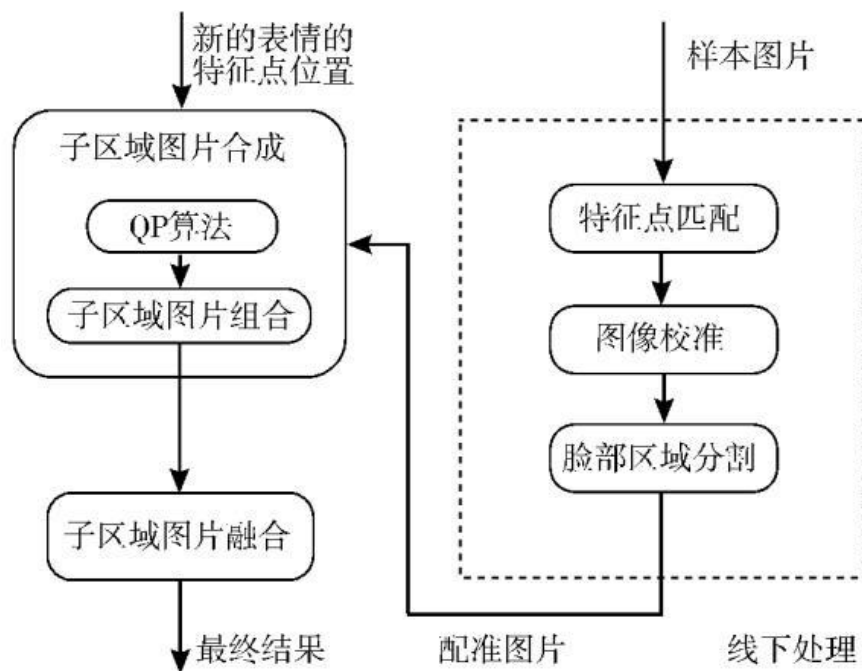 新的表情的
特征点位置
子区域图片合成
QP算法
子区域图片组合
子区域图片融合
最终结果
样本图片
特征点匹配
图像校准
脸部区域分割
配准图片
线下处理